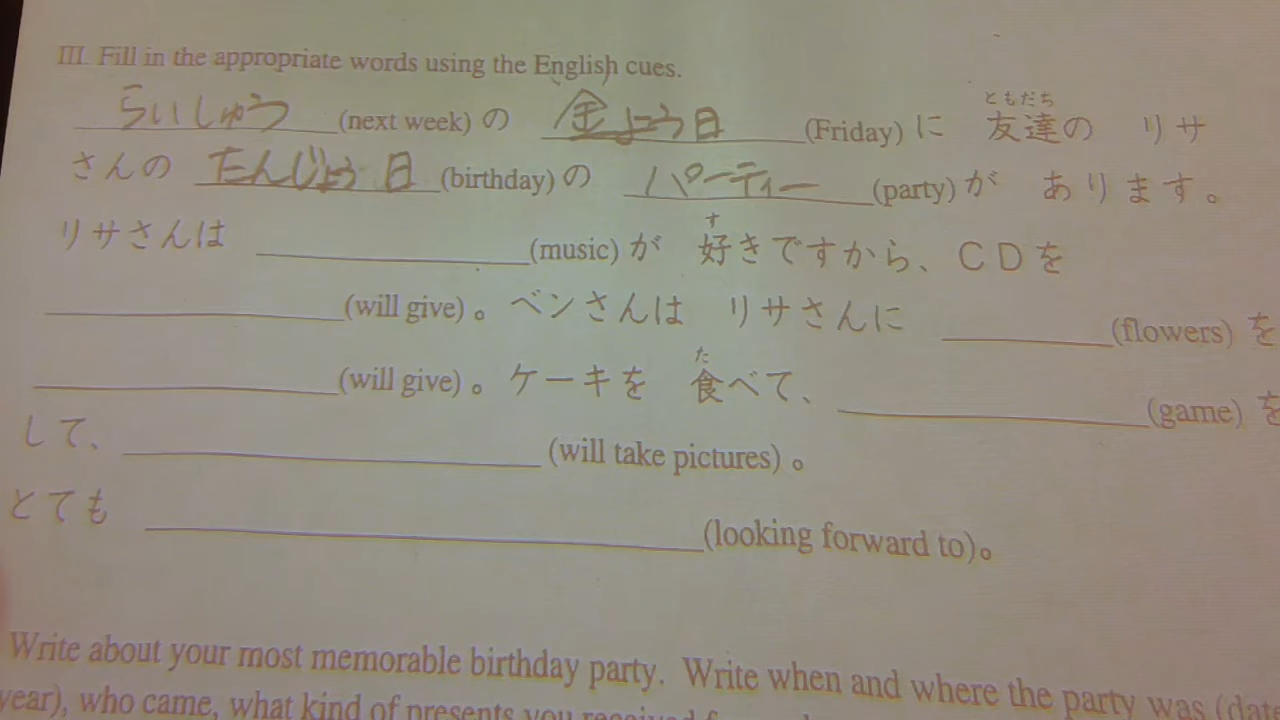 III. Fill in the appropriate words using the English cues.
らいしゅう (next week) の 金よう日 (Friday) に 友達の リサ
ともだち
さんの たんじょう日 (birthday) の パーティー (party) が あります。
リサさんは (music) が 好きですから、CDを
す
(will give) 。ベンさんは リサさんに (flowers) を
(will give) 。ケーキを 食べて、 (game) を
た
して、 (will take pictures) 。
とても (looking forward to)。
Write about your most memorable birthday party. Write when and where the party was (date
year), who came, what kind of presents you received